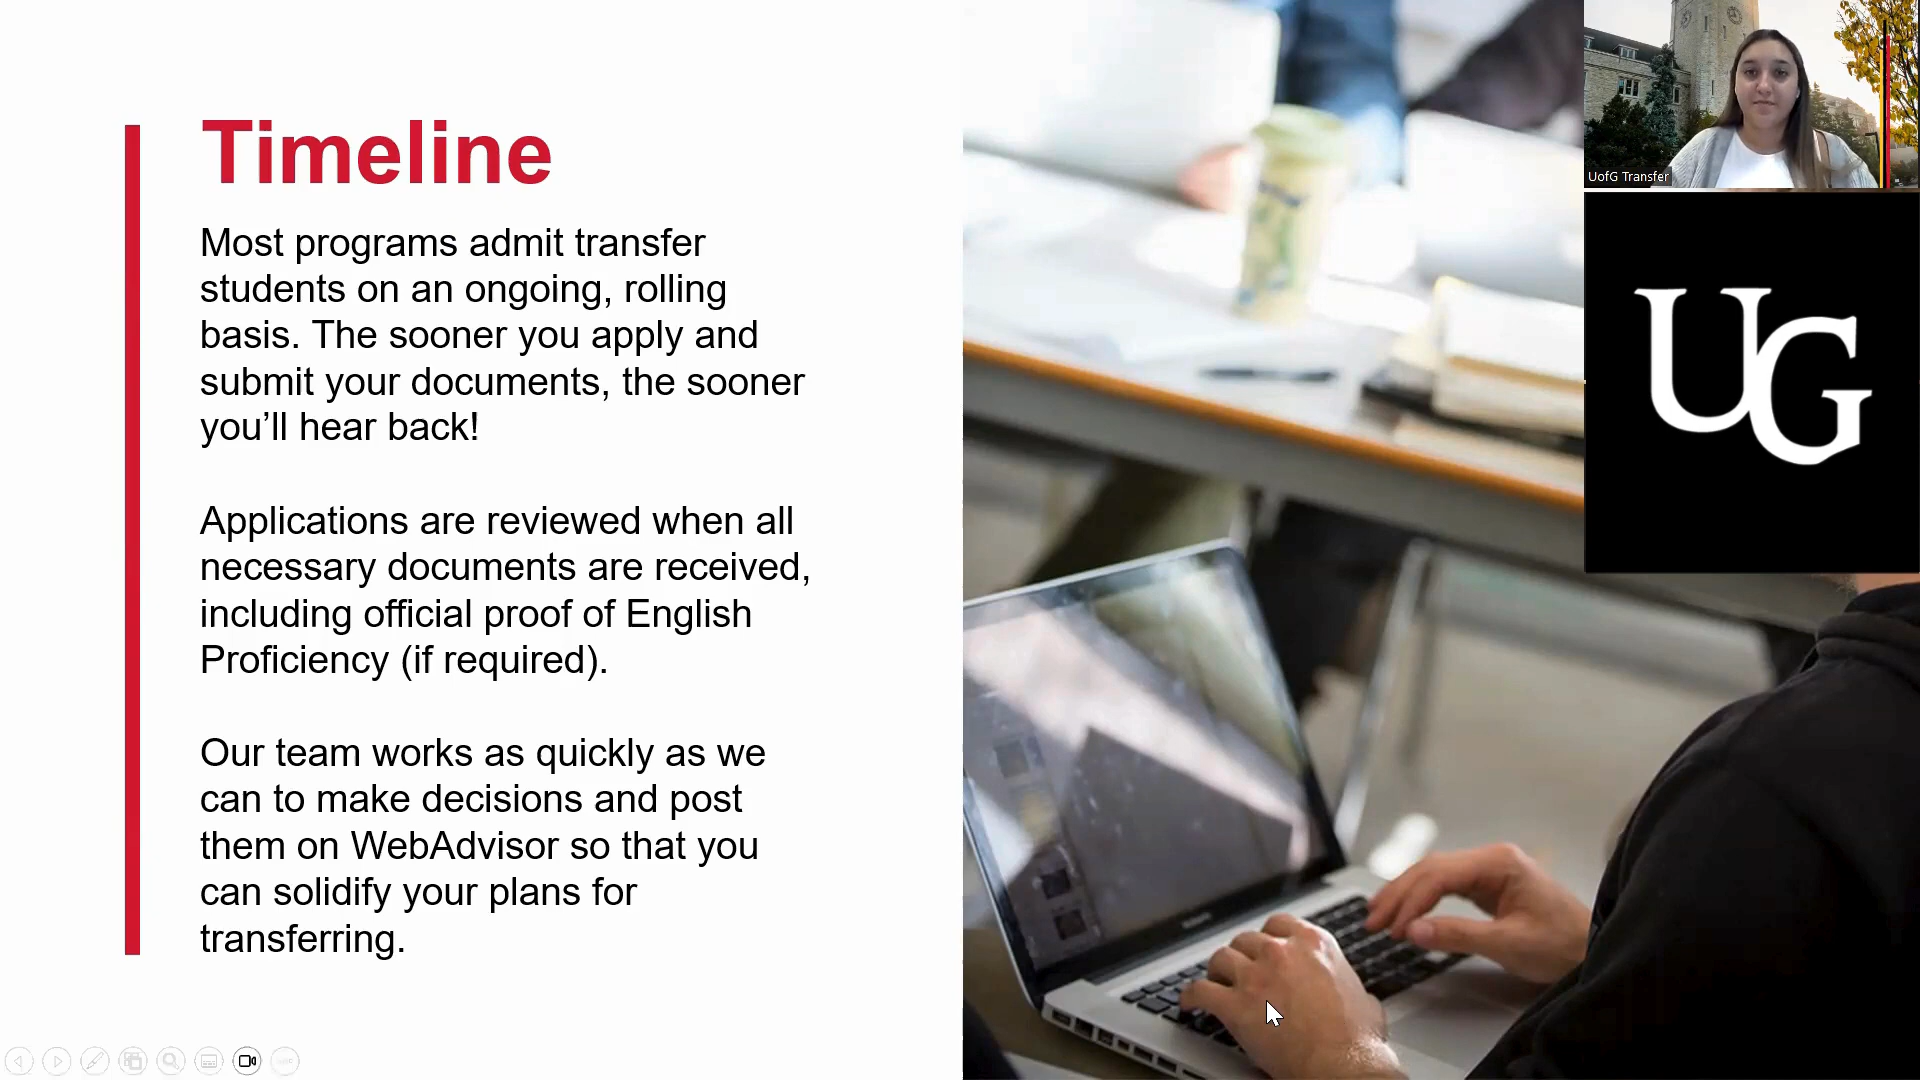 Timeline
Most programs admit transfer
students on an ongoing, rolling
basis. The sooner you apply and
submit your documents, the sooner
you’ll hear back!
Applications are reviewed when all
necessary documents are received,
including official proof of English
Proficiency (if required).
Our team works as quickly as we
can to make decisions and post
them on WebAdvisor so that you
can solidify your plans for
transferring.
UofG Transfer
UG